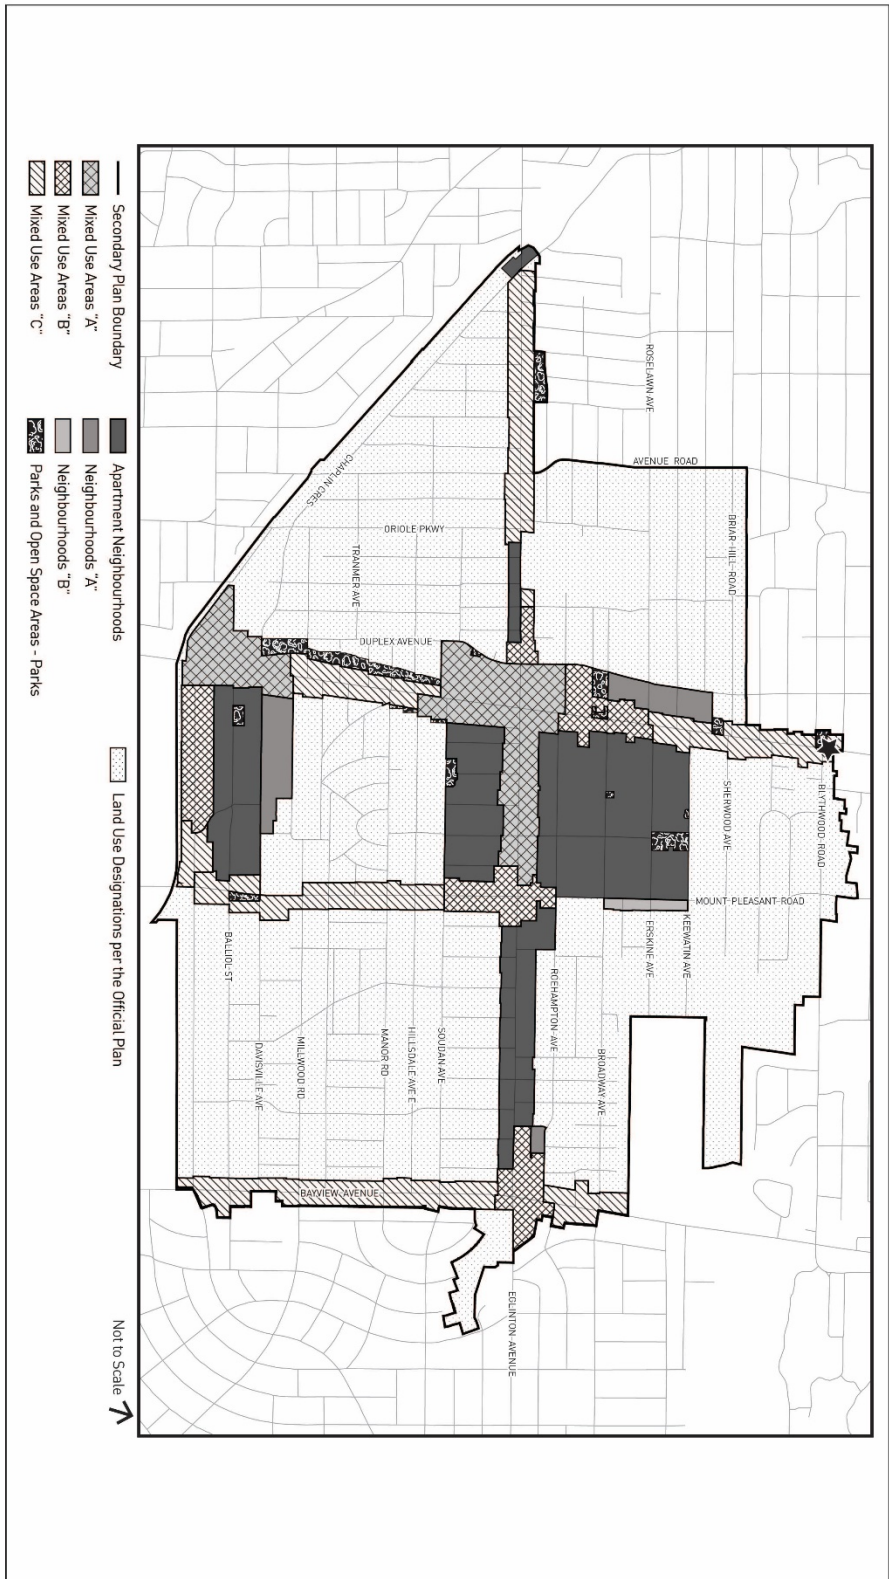 ROSELAWN AVE
AVENUE ROAD
BRIAR HILL ROAD
CHAPLIN CRES
ORIOLE PKWY
TRANMER AVE
DUPLEX AVENUE
SHERWOOD AVE
BLYTHWOOD ROAD
MOUNT PLEASANT ROAD
KEEWATIN AVE
ERSKINE AVE
BALLIOL ST
DAVISVILLE AVE
MILLWOOD RD
MANOR RD
HILLSDALE AVE E
SOUDAN AVE
ROEHAMPTON AVE
BROADWAY AVE
BAYVIEW AVENUE
EGLINTON AVENUE
Secondary Plan Boundary
Mixed Use Areas "A"
Mixed Use Areas "B"
Mixed Use Areas "C"
Apartment Neighbourhoods
Neighbourhoods "A"
Neighbourhoods "B"
Parks and Open Space Areas - Parks
Land Use Designations per the Official Plan
Not to Scale